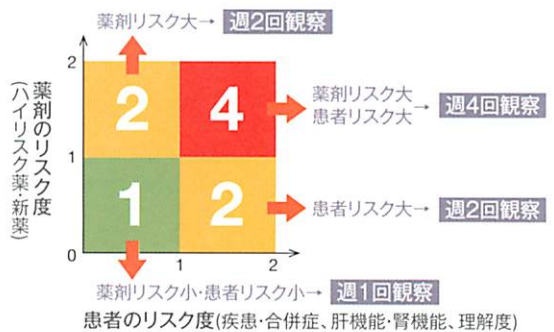 薬剤リスク大→ 週2回観察
2
2
4
薬剤リスク大
患者リスク大
→ 週4回観察
薬剤のリスク度
(ハイリスク薬・新薬)
1
1
2
患者リスク大→ 週2回観察
0
1
2
薬剤リスク小・患者リスク小→ 週1回観察
患者のリスク度(疾患・合併症、肝機能・腎機能、理解度)